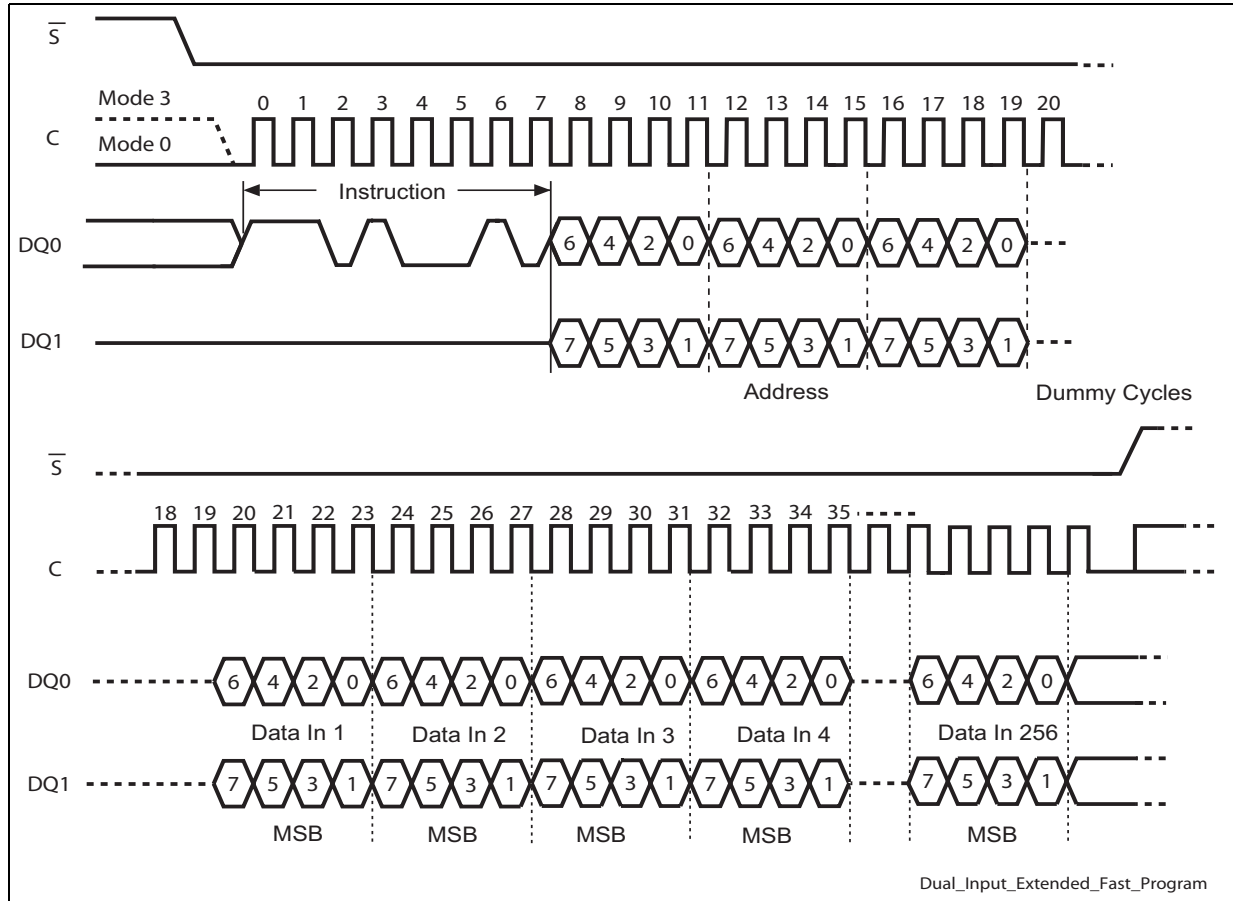 S
Mode 3
0 1 2 3 4 5 6 7 8 9 10 11 12 13 14 15 16 17 18 19 20
C
Mode 0
Instruction
DQ0
6 4 2 0 6 4 2 0 6 4 2 0
DQ1
7 5 3 1 7 5 3 1 7 5 3 1
Address
Dummy Cycles
S
18 19 20 21 22 23 24 25 26 27 28 29 30 31 32 33 34 35
C
DQ0
6 4 2 0 6 4 2 0 6 4 2 0 6 4 2 0 6 4 2 0
Data In 1 Data In 2 Data In 3 Data In 4 Data In 256
DQ1
7 5 3 1 7 5 3 1 7 5 3 1 7 5 3 1 7 5 3 1
MSB MSB MSB MSB MSB
Dual_Input_Extended_Fast_Program